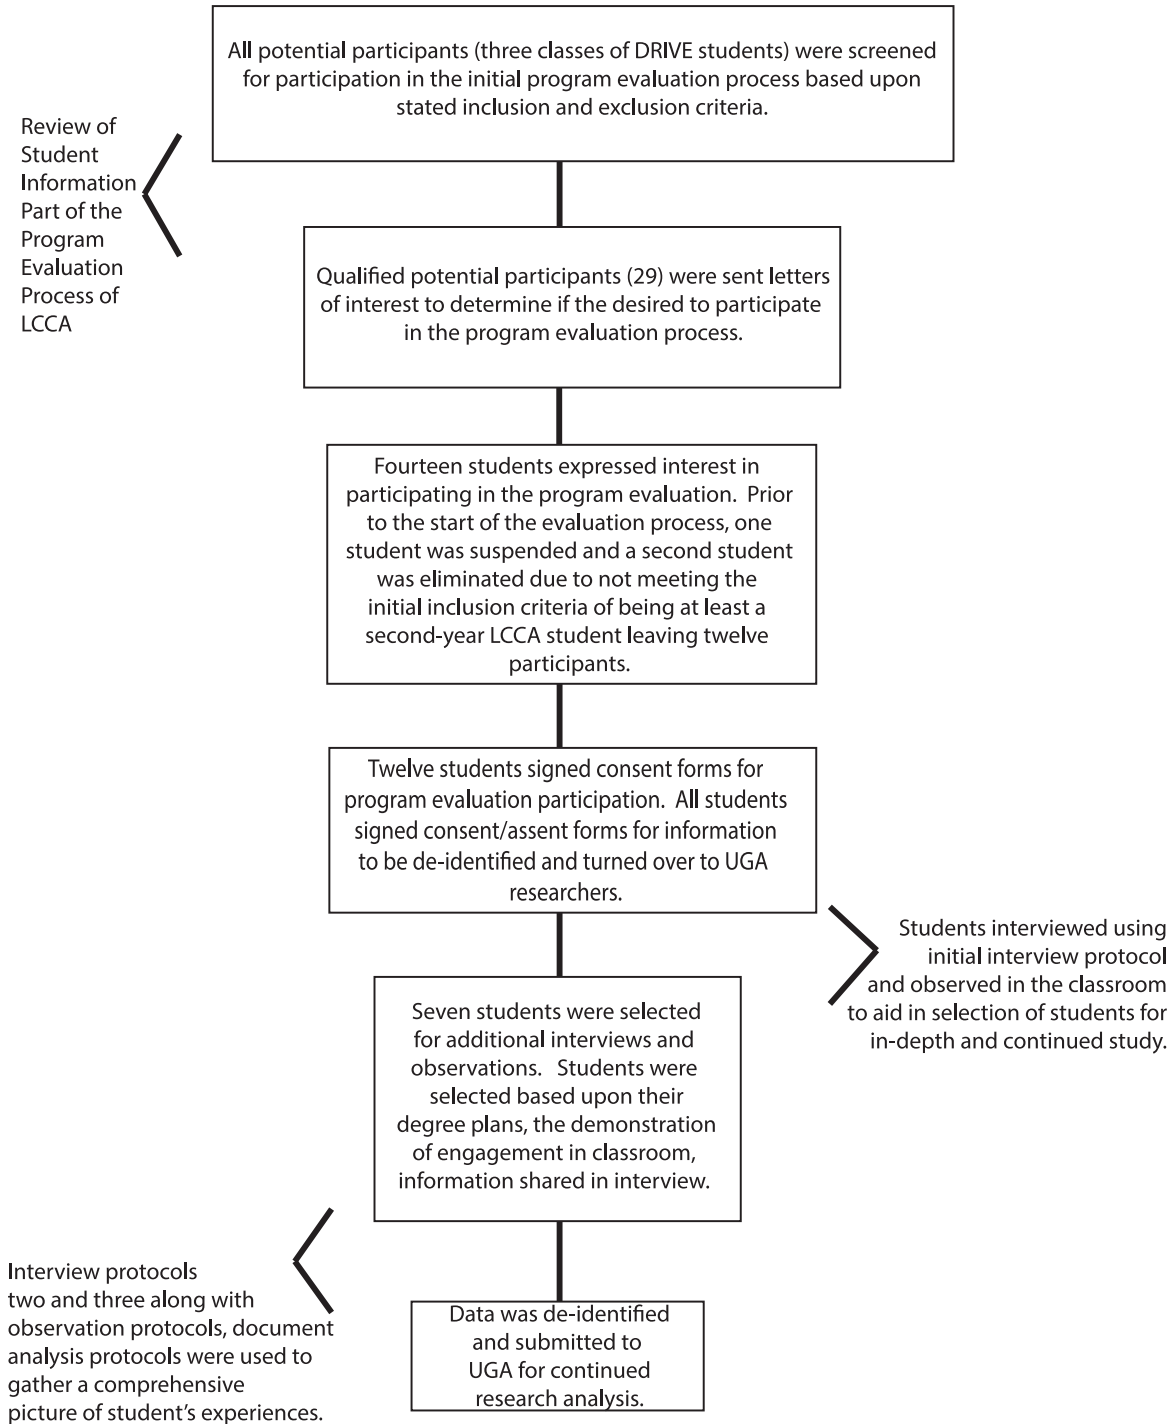 All potential participants (three classes of DRIVE students) were screened
for participation in the initial program evaluation process based upon
stated inclusion and exclusion criteria.
Review of
Student
Information
Part of the
Program
Evaluation
Process of
LCCA
Qualified potential participants (29) were sent letters
of interest to determine if the desired to participate
in the program evaluation process.
Fourteen students expressed interest in
participating in the program evaluation.  Prior
to the start of the evaluation process, one
student was suspended and a second student
was eliminated due to not meeting the
initial inclusion criteria of being at least a
second-year LCCA student leaving twelve
participants.
Twelve students signed consent forms for
program evaluation participation.  All students
signed consent/assent forms for information
to be de-identified and turned over to UGA
researchers.
Students interviewed using
initial interview protocol
and observed in the classroom
to aid in selection of students for
in-depth and continued study.
Seven students were selected
for additional interviews and
observations.   Students were
selected based upon their
degree plans, the demonstration
of engagement in classroom,
information shared in interview.
Interview protocols
two and three along with
observation protocols, document
analysis protocols were used to
gather a comprehensive
picture of student's experiences.
Data was de-identified
and submitted to
UGA for continued
research analysis.